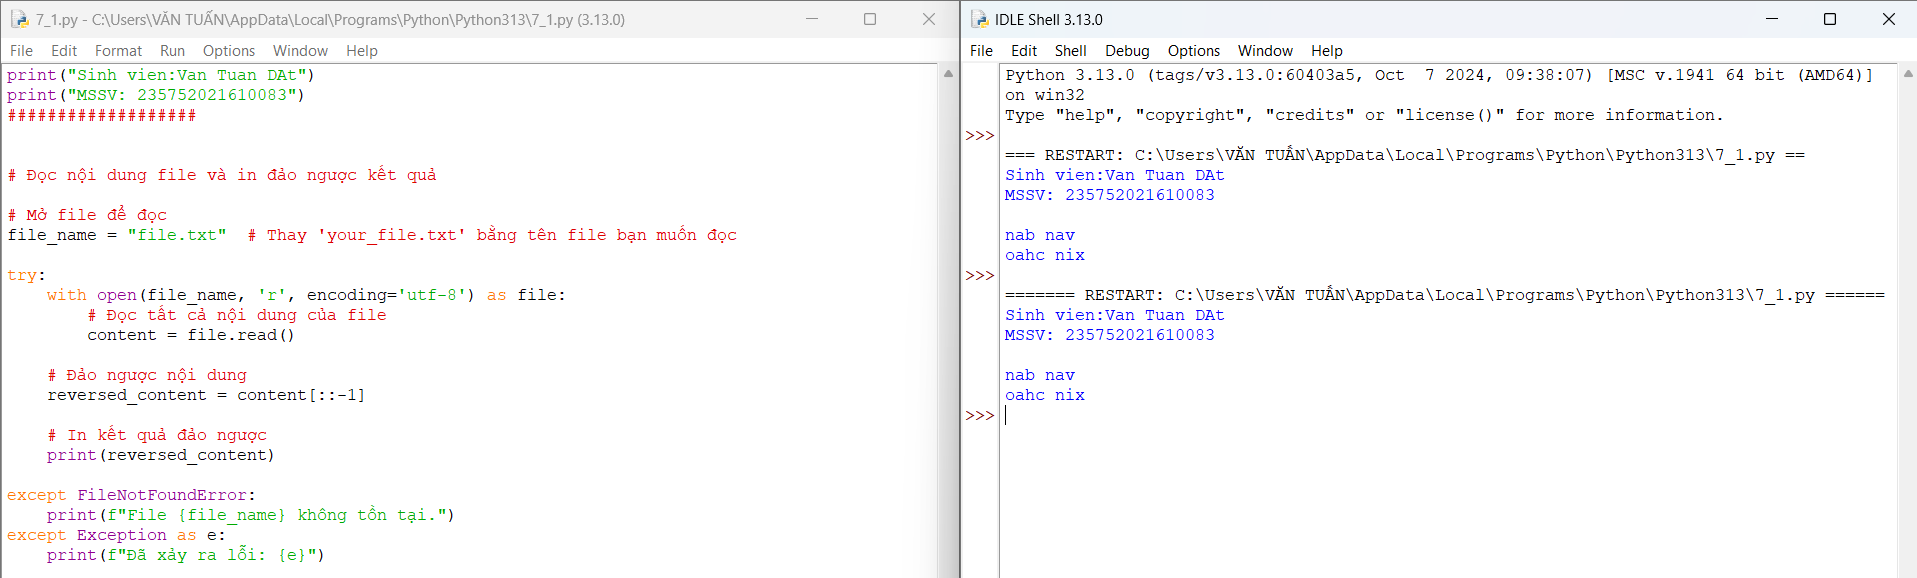 7_1.py - C:\Users\VĂN TUẤN\AppData\Local\Programs\Python\Python313\7_1.py (3.13.0)
File Edit Format Run Options Window Help
print("Sinh vien:Van Tuan DAt")
print("MSSV: 235752021610083")
###################
# Đọc nội dung file và in đảo ngược kết quả
# Mở file để đọc
file_name = "file.txt"  # Thay 'your_file.txt' bằng tên file bạn muốn đọc
try:
    with open(file_name, 'r', encoding='utf-8') as file:
        # Đọc tất cả nội dung của file
        content = file.read()
    # Đảo ngược nội dung
    reversed_content = content[::-1]
    # In kết quả đảo ngược
    print(reversed_content)
except FileNotFoundError:
    print(f"File {file_name} không tồn tại.")
except Exception as e:
    print(f"Đã xảy ra lỗi: {e}")
IDLE Shell 3.13.0
File Edit Shell Debug Options Window Help
Python 3.13.0 (tags/v3.13.0:60403a5, Oct  7 2024, 09:38:07) [MSC v.1941 64 bit (AMD64)]
on win32
Type "help", "copyright", "credits" or "license()" for more information.
>>>
=== RESTART: C:\Users\VĂN TUẤN\AppData\Local\Programs\Python\Python313\7_1.py ==
Sinh vien:Van Tuan DAt
MSSV: 235752021610083
nab nav
oahc nix
>>>
======= RESTART: C:\Users\VĂN TUẤN\AppData\Local\Programs\Python\Python313\7_1.py ======
Sinh vien:Van Tuan DAt
MSSV: 235752021610083
nab nav
oahc nix
>>>